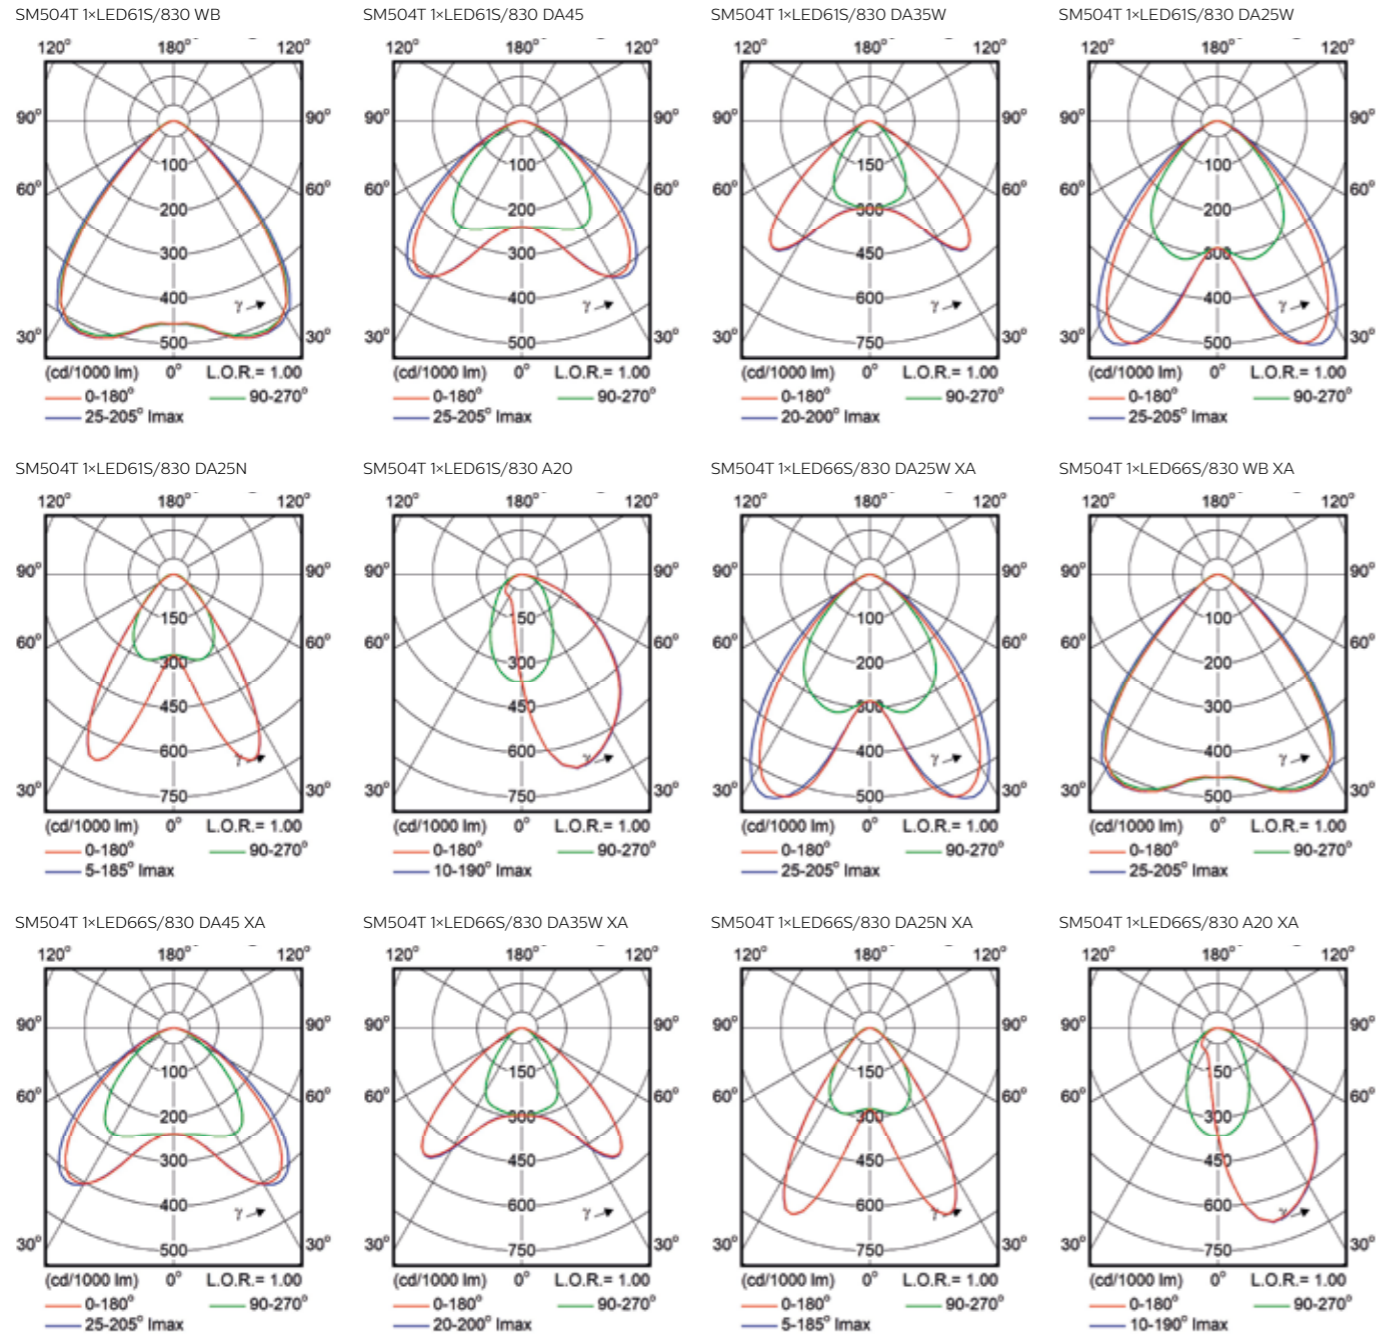 SM504T 1×LED61S/830 WB
120° 180° 120°
90° 90°
100
60° 60°
200
300
400
γ
30° 500 30°
(cd/1000 lm) 0° L.O.R.= 1.00
0-180° 90-270°
25-205° Imax
SM504T 1×LED61S/830 DA45
120° 180° 120°
90° 90°
100
60° 60°
200
300
400
γ
30° 500 30°
(cd/1000 lm) 0° L.O.R.= 1.00
0-180° 90-270°
25-205° Imax
SM504T 1×LED61S/830 DA35W
120° 180° 120°
90° 90°
150
60° 60°
300
450
600
γ
30° 750 30°
(cd/1000 lm) 0° L.O.R.= 1.00
0-180° 90-270°
20-200° Imax
SM504T 1×LED61S/830 DA25W
120° 180° 120°
90° 90°
100
60° 60°
200
300
400
γ
30° 500 30°
(cd/1000 lm) 0° L.O.R.= 1.00
0-180° 90-270°
25-205° Imax
SM504T 1×LED61S/830 DA25N
120° 180° 120°
90° 90°
150
60° 60°
300
450
600
γ
30° 750 30°
(cd/1000 lm) 0° L.O.R.= 1.00
0-180° 90-270°
5-185° Imax
SM504T 1×LED61S/830 A20
120° 180° 120°
90° 90°
150
60° 60°
300
450
600
γ
30° 750 30°
(cd/1000 lm) 0° L.O.R.= 1.00
0-180° 90-270°
10-190° Imax
SM504T 1×LED66S/830 DA25W XA
120° 180° 120°
90° 90°
100
60° 60°
200
300
400
γ
30° 500 30°
(cd/1000 lm) 0° L.O.R.= 1.00
0-180° 90-270°
25-205° Imax
SM504T 1×LED66S/830 WB XA
120° 180° 120°
90° 90°
100
60° 60°
200
300
400
γ
30° 500 30°
(cd/1000 lm) 0° L.O.R.= 1.00
0-180° 90-270°
25-205° Imax
SM504T 1×LED66S/830 DA45 XA
120° 180° 120°
90° 90°
100
60° 60°
200
300
400
γ
30° 500 30°
(cd/1000 lm) 0° L.O.R.= 1.00
0-180° 90-270°
25-205° Imax
SM504T 1×LED66S/830 DA35W XA
120° 180° 120°
90° 90°
150
60° 60°
300
450
600
γ
30° 750 30°
(cd/1000 lm) 0° L.O.R.= 1.00
0-180° 90-270°
20-200° Imax
SM504T 1×LED66S/830 DA25N XA
120° 180° 120°
90° 90°
150
60° 60°
300
450
600
γ
30° 750 30°
(cd/1000 lm) 0° L.O.R.= 1.00
0-180° 90-270°
5-185° Imax
SM504T 1×LED66S/830 A20 XA
120° 180° 120°
90° 90°
150
60° 60°
300
450
600
γ
30° 750 30°
(cd/1000 lm) 0° L.O.R.= 1.00
0-180° 90-270°
10-190° Imax